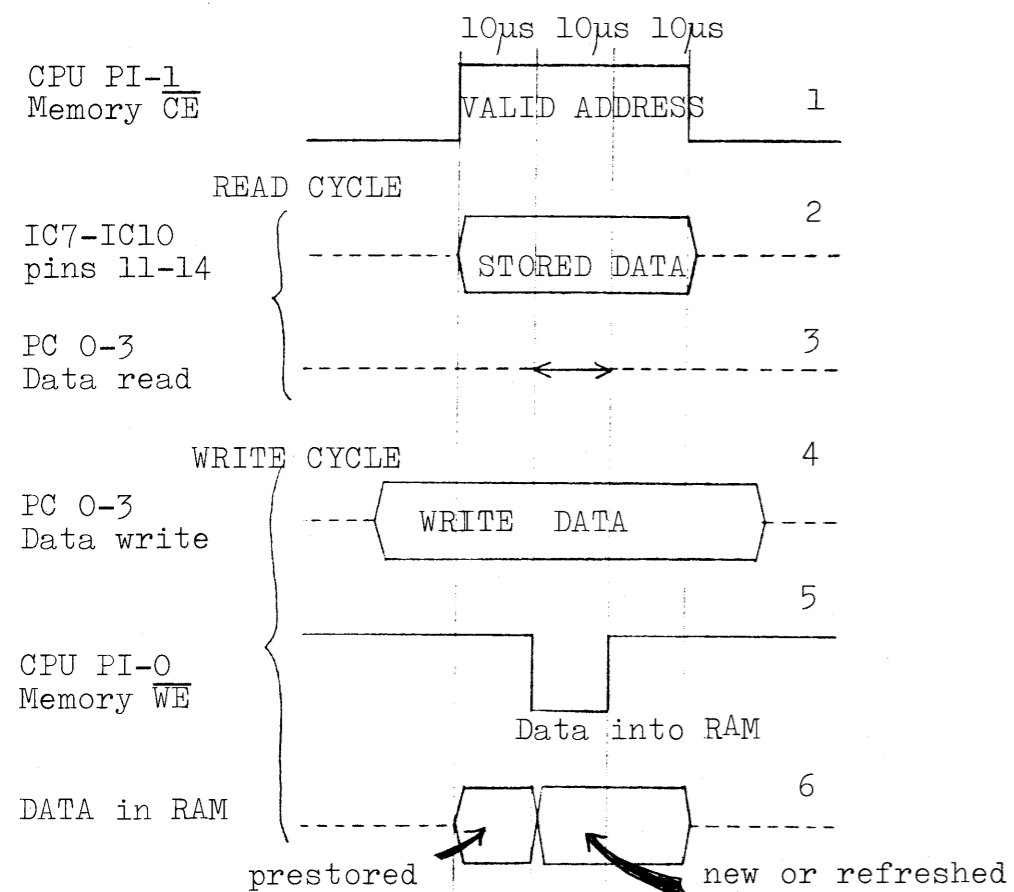 10µs 10µs 10µs
CPU PI-1
Memory CE
VALID ADDRESS
1
READ CYCLE
2
IC7-IC10
pins 11-14
STORED DATA
3
PC 0-3
Data read
WRITE CYCLE
4
PC 0-3
Data write
WRITE DATA
5
CPU PI-0
Memory WE
Data into RAM
6
DATA in RAM
prestored
new or refreshed